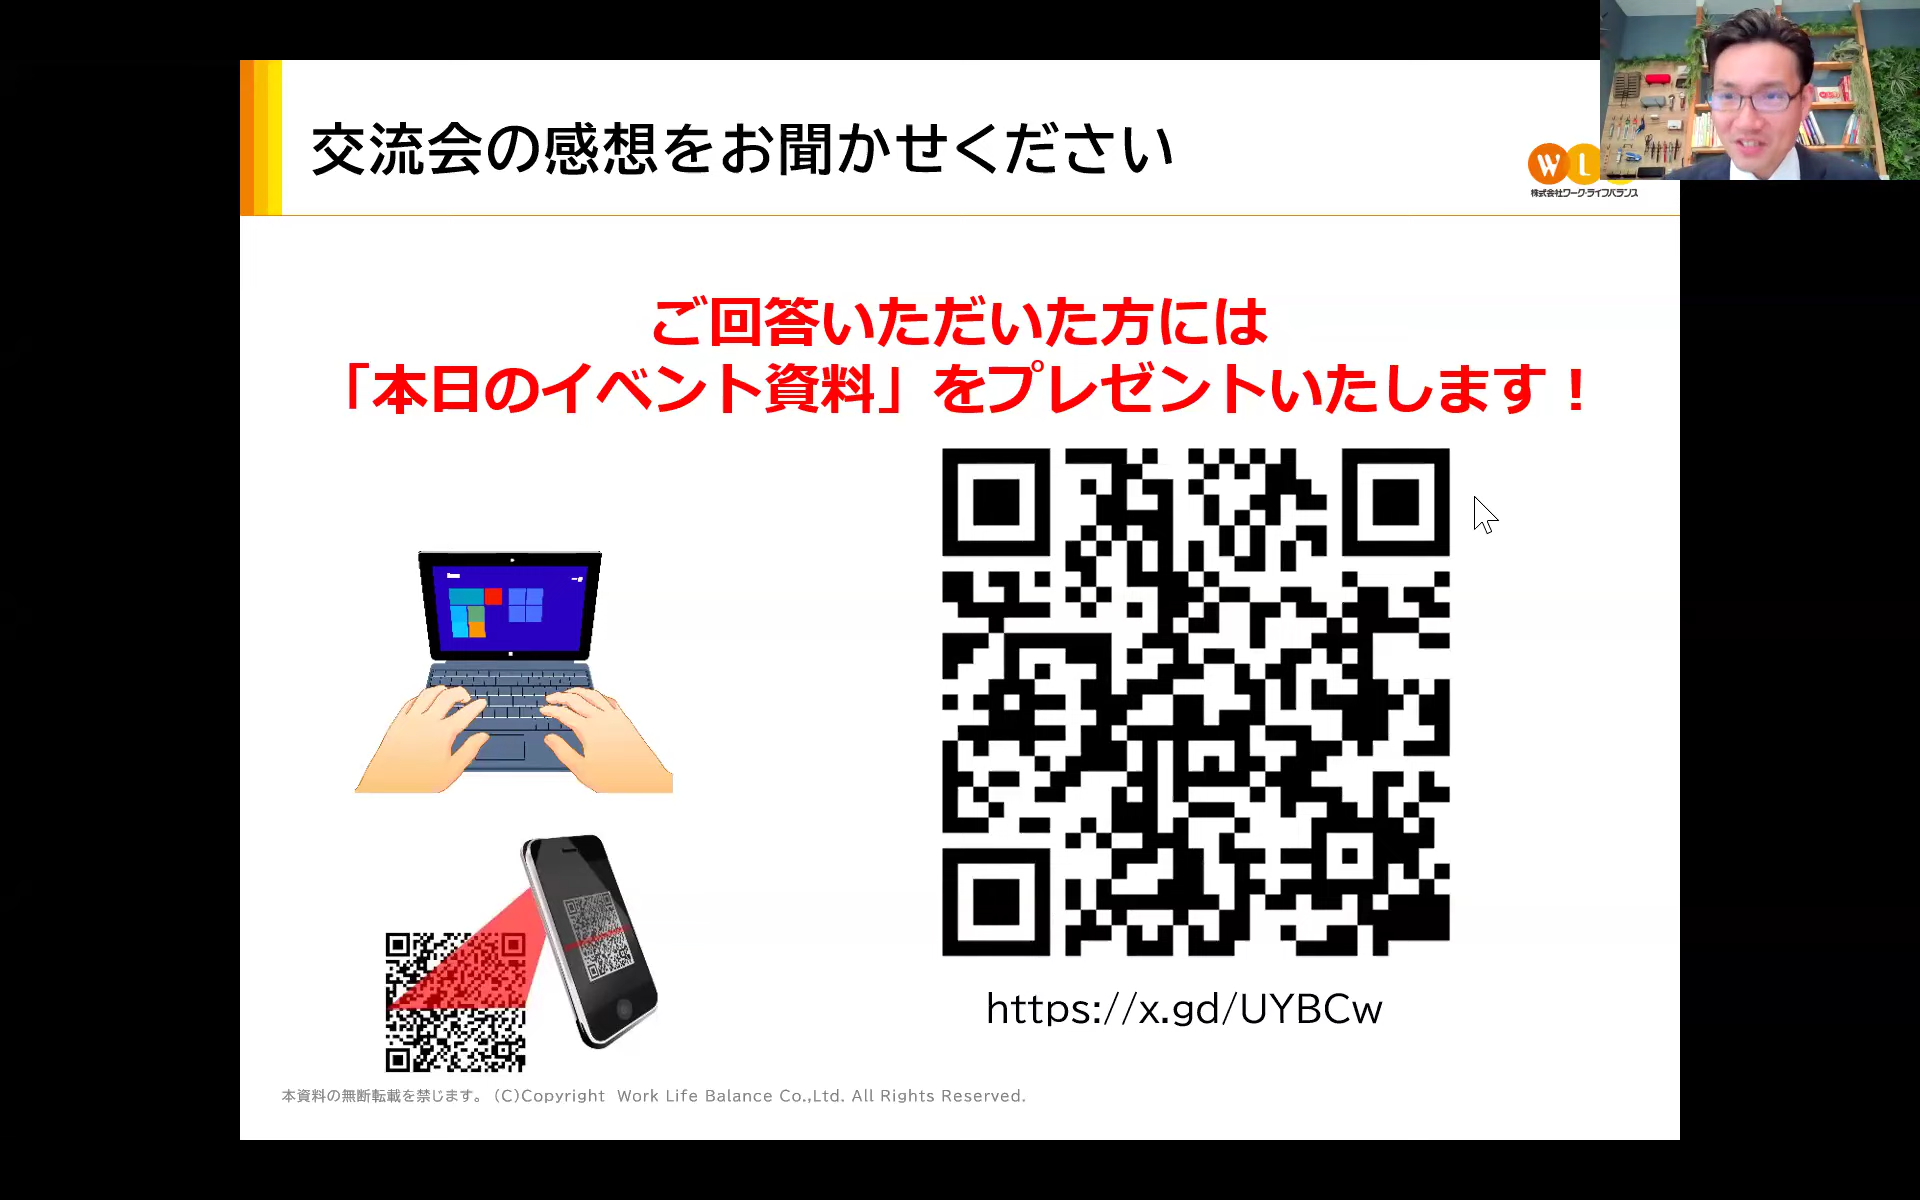 交流会の感想をお聞かせください
W L
株式会社ワーク・ライフバランス
ご回答いただいた方には
「本日のイベント資料」をプレゼントいたします！
https://x.gd/UYBCw
本資料の無断転載を禁じます。 (C)Copyright Work Life Balance Co.,Ltd. All Rights Reserved.